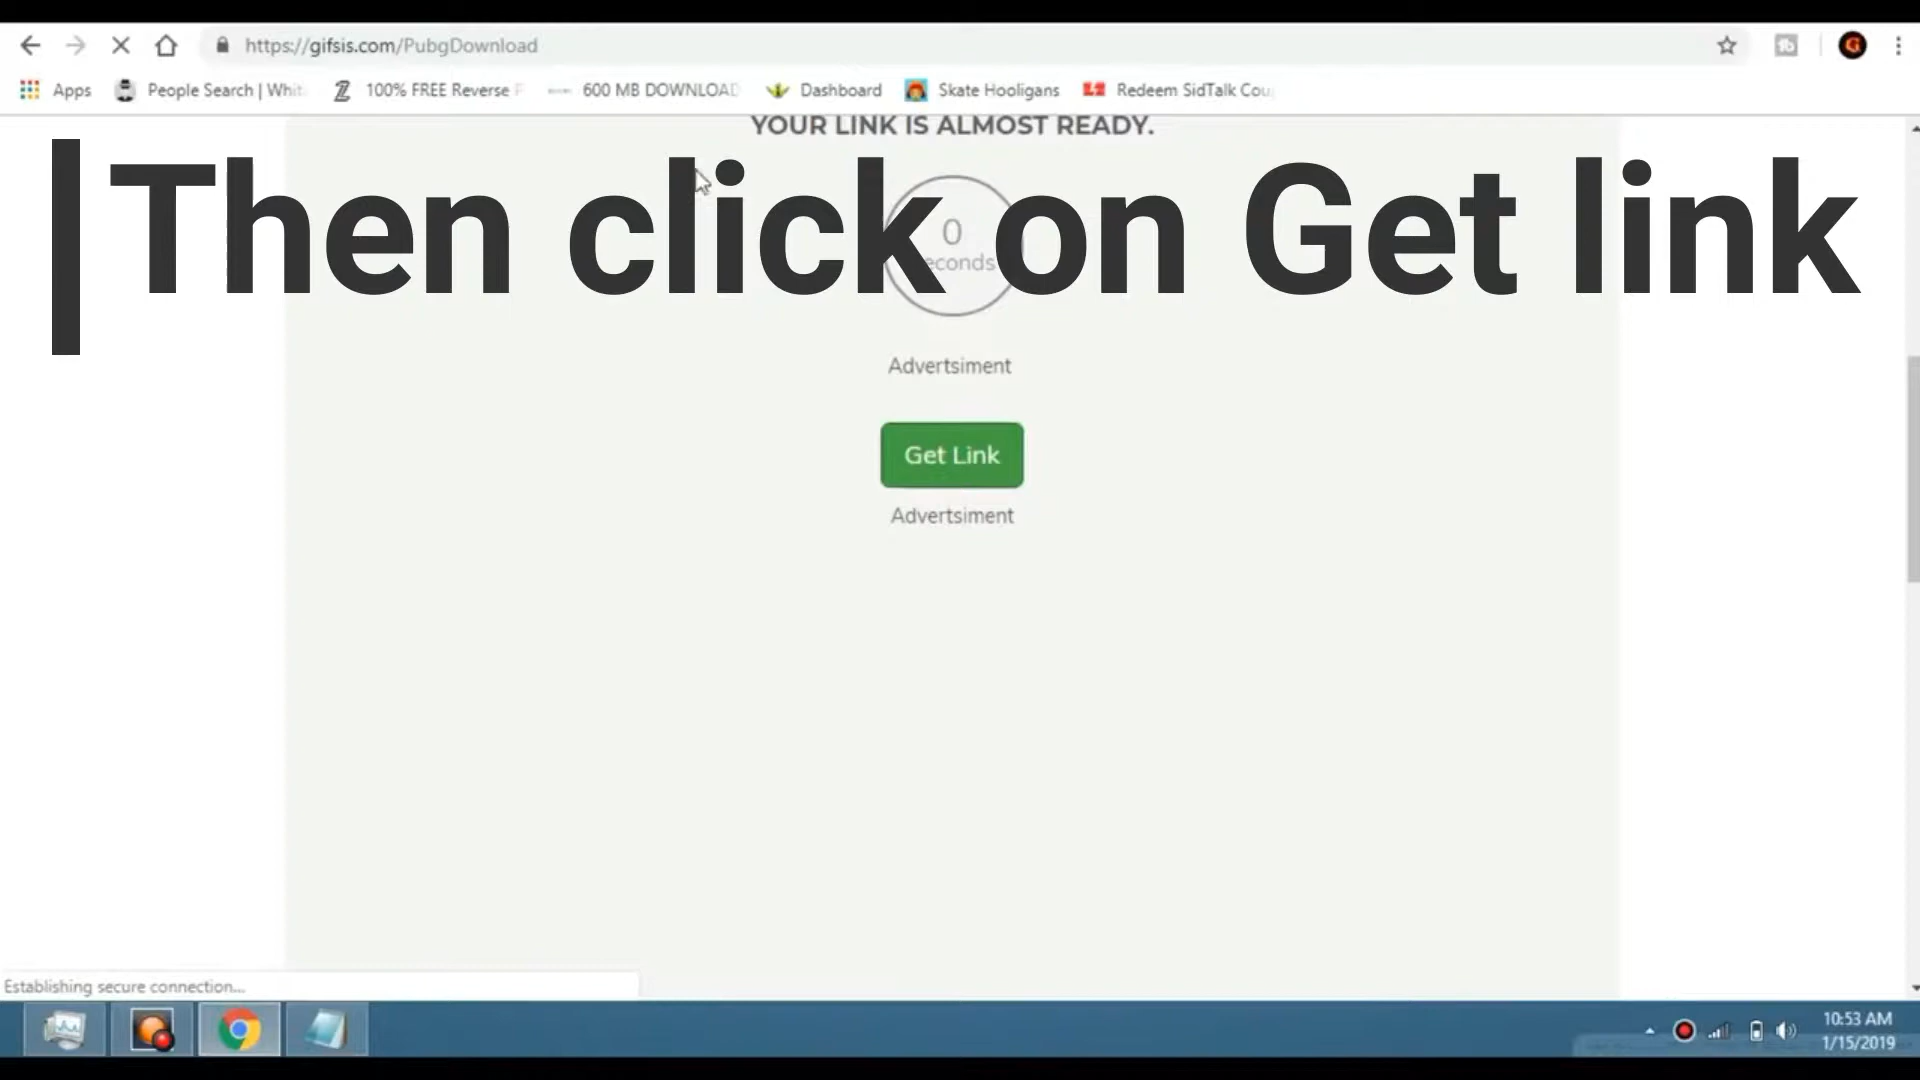 https://gifsis.com/PubgDownload
Apps People Search | Whit 100% FREE Reverse 600 MB DOWNLOAD Dashboard Skate Hooligans Redeem SidTalk Cou
YOUR LINK IS ALMOST READY.
Then click on Get link
0
econds
Advertsiment
Get Link
Advertsiment
Establishing secure connection...
10:53 AM
1/15/2019